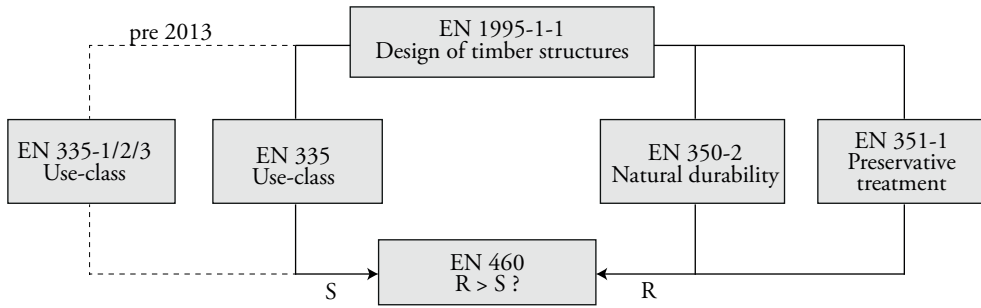 pre 2013
EN 1995-1-1
Design of timber structures
EN 335-1/2/3
Use-class
EN 335
Use-class
EN 350-2
Natural durability
EN 351-1
Preservative
treatment
EN 460
R > S ?
S
R